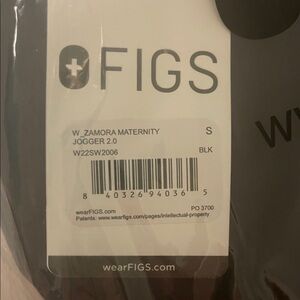 FIGS
W_ZAMORA MATERNITY S
JOGGER 2.0
W22SW2006 BLK
8 40326 94036 5
wearFIGS.com PO 3700
Patents: www.wearfigs.com/pages/intellectual-property
wearFIGS.com